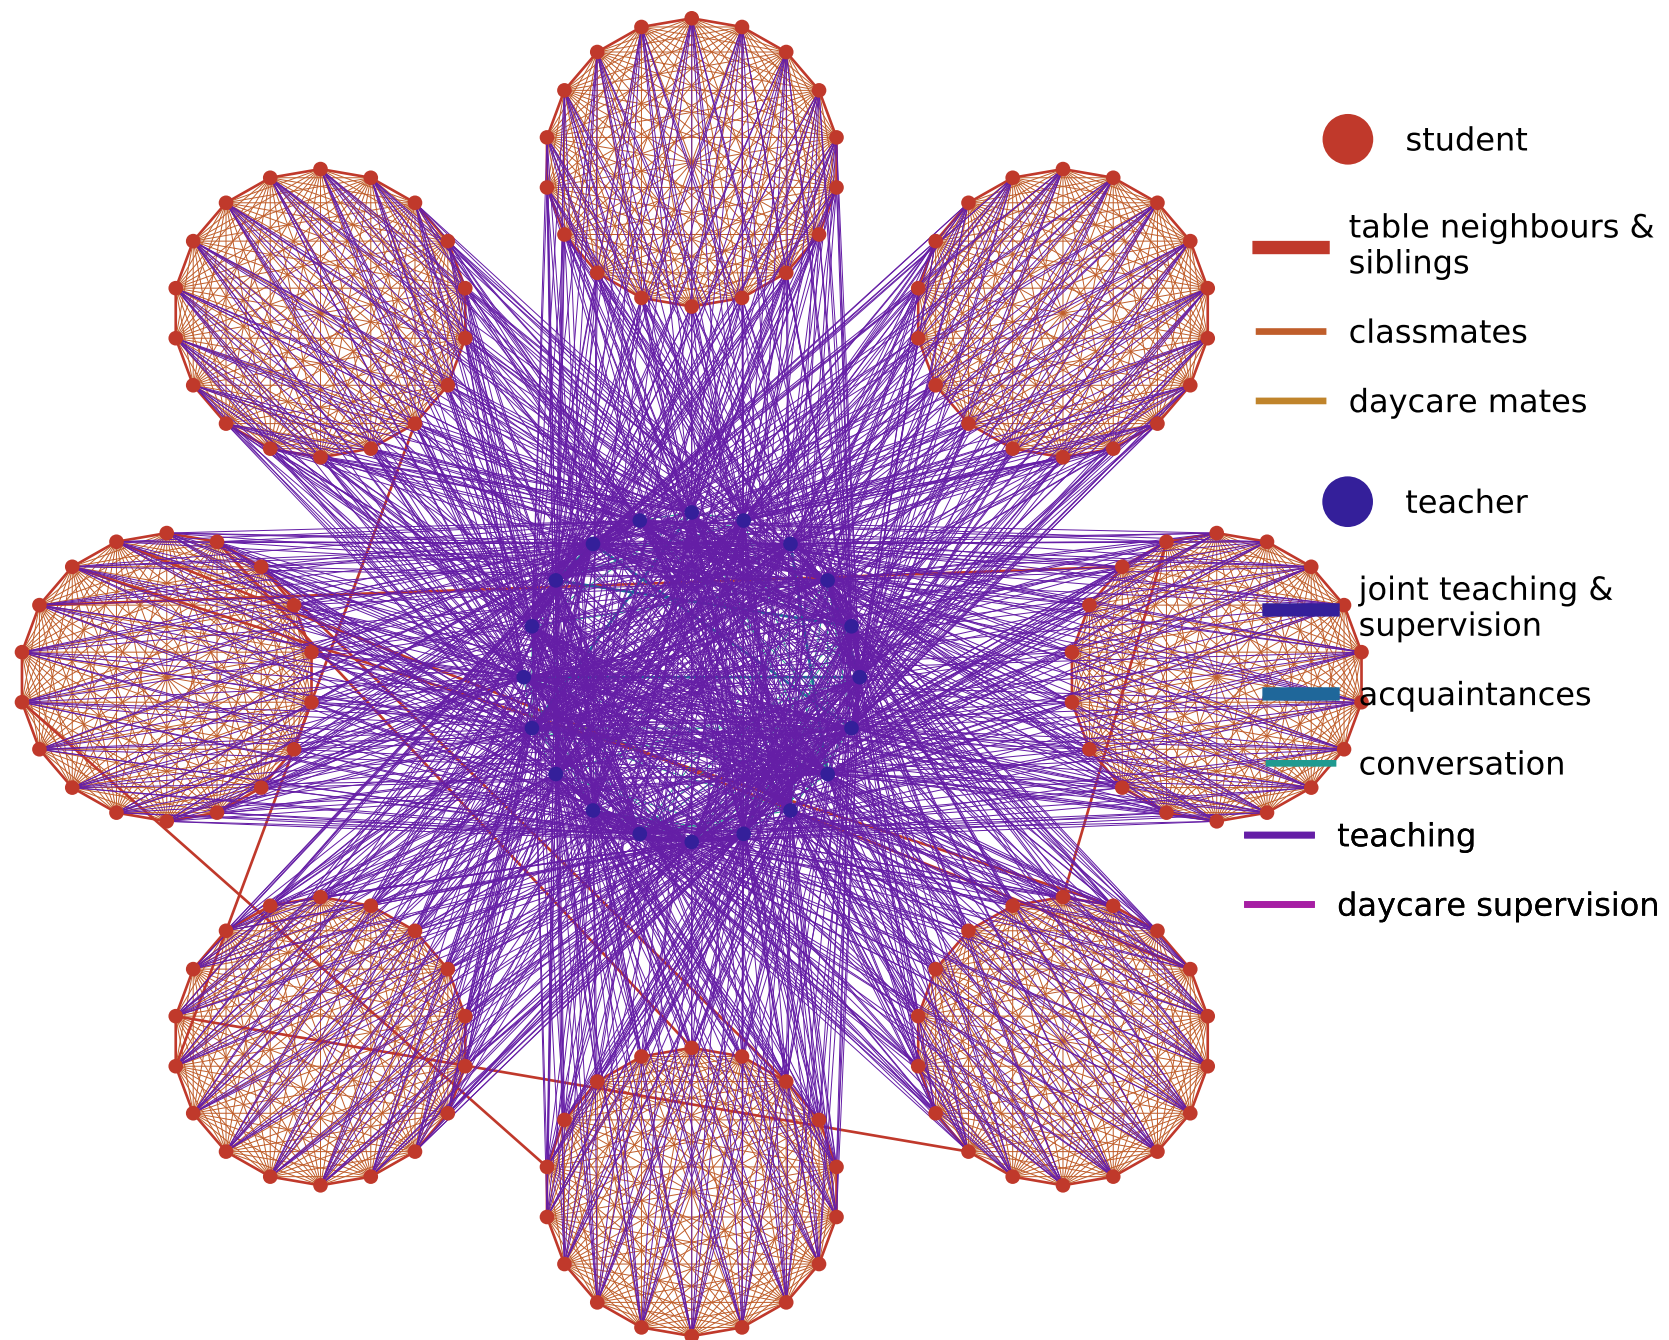 student
table neighbours &
siblings
classmates
daycare mates
teacher
joint teaching &
supervision
acquaintances
conversation
teaching
daycare supervision